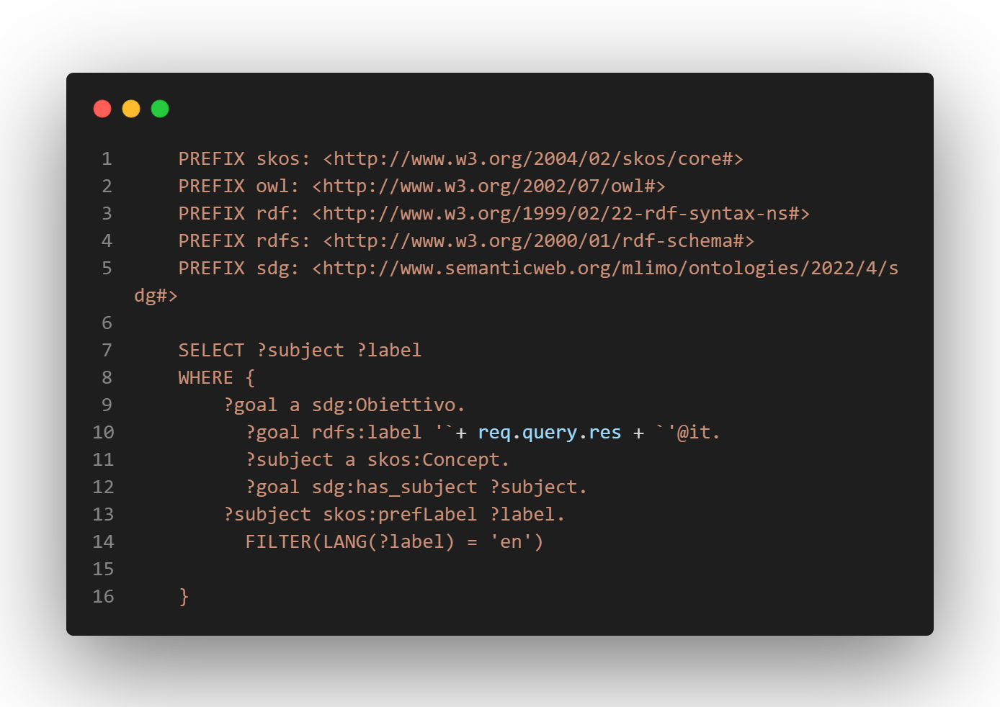 1 PREFIX skos: <http://www.w3.org/2004/02/skos/core#>
2 PREFIX owl: <http://www.w3.org/2002/07/owl#>
3 PREFIX rdf: <http://www.w3.org/1999/02/22-rdf-syntax-ns#>
4 PREFIX rdfs: <http://www.w3.org/2000/01/rdf-schema#>
5 PREFIX sdg: <http://www.semanticweb.org/mlimo/ontologies/2022/4/s
dg#>
6
7 SELECT ?subject ?label
8 WHERE {
9 ?goal a sdg:Obiettivo.
10 ?goal rdfs:label '`+ req.query.res + `'@it.
11 ?subject a skos:Concept.
12 ?goal sdg:has_subject ?subject.
13 ?subject skos:prefLabel ?label.
14 FILTER(LANG(?label) = 'en')
15
16 }